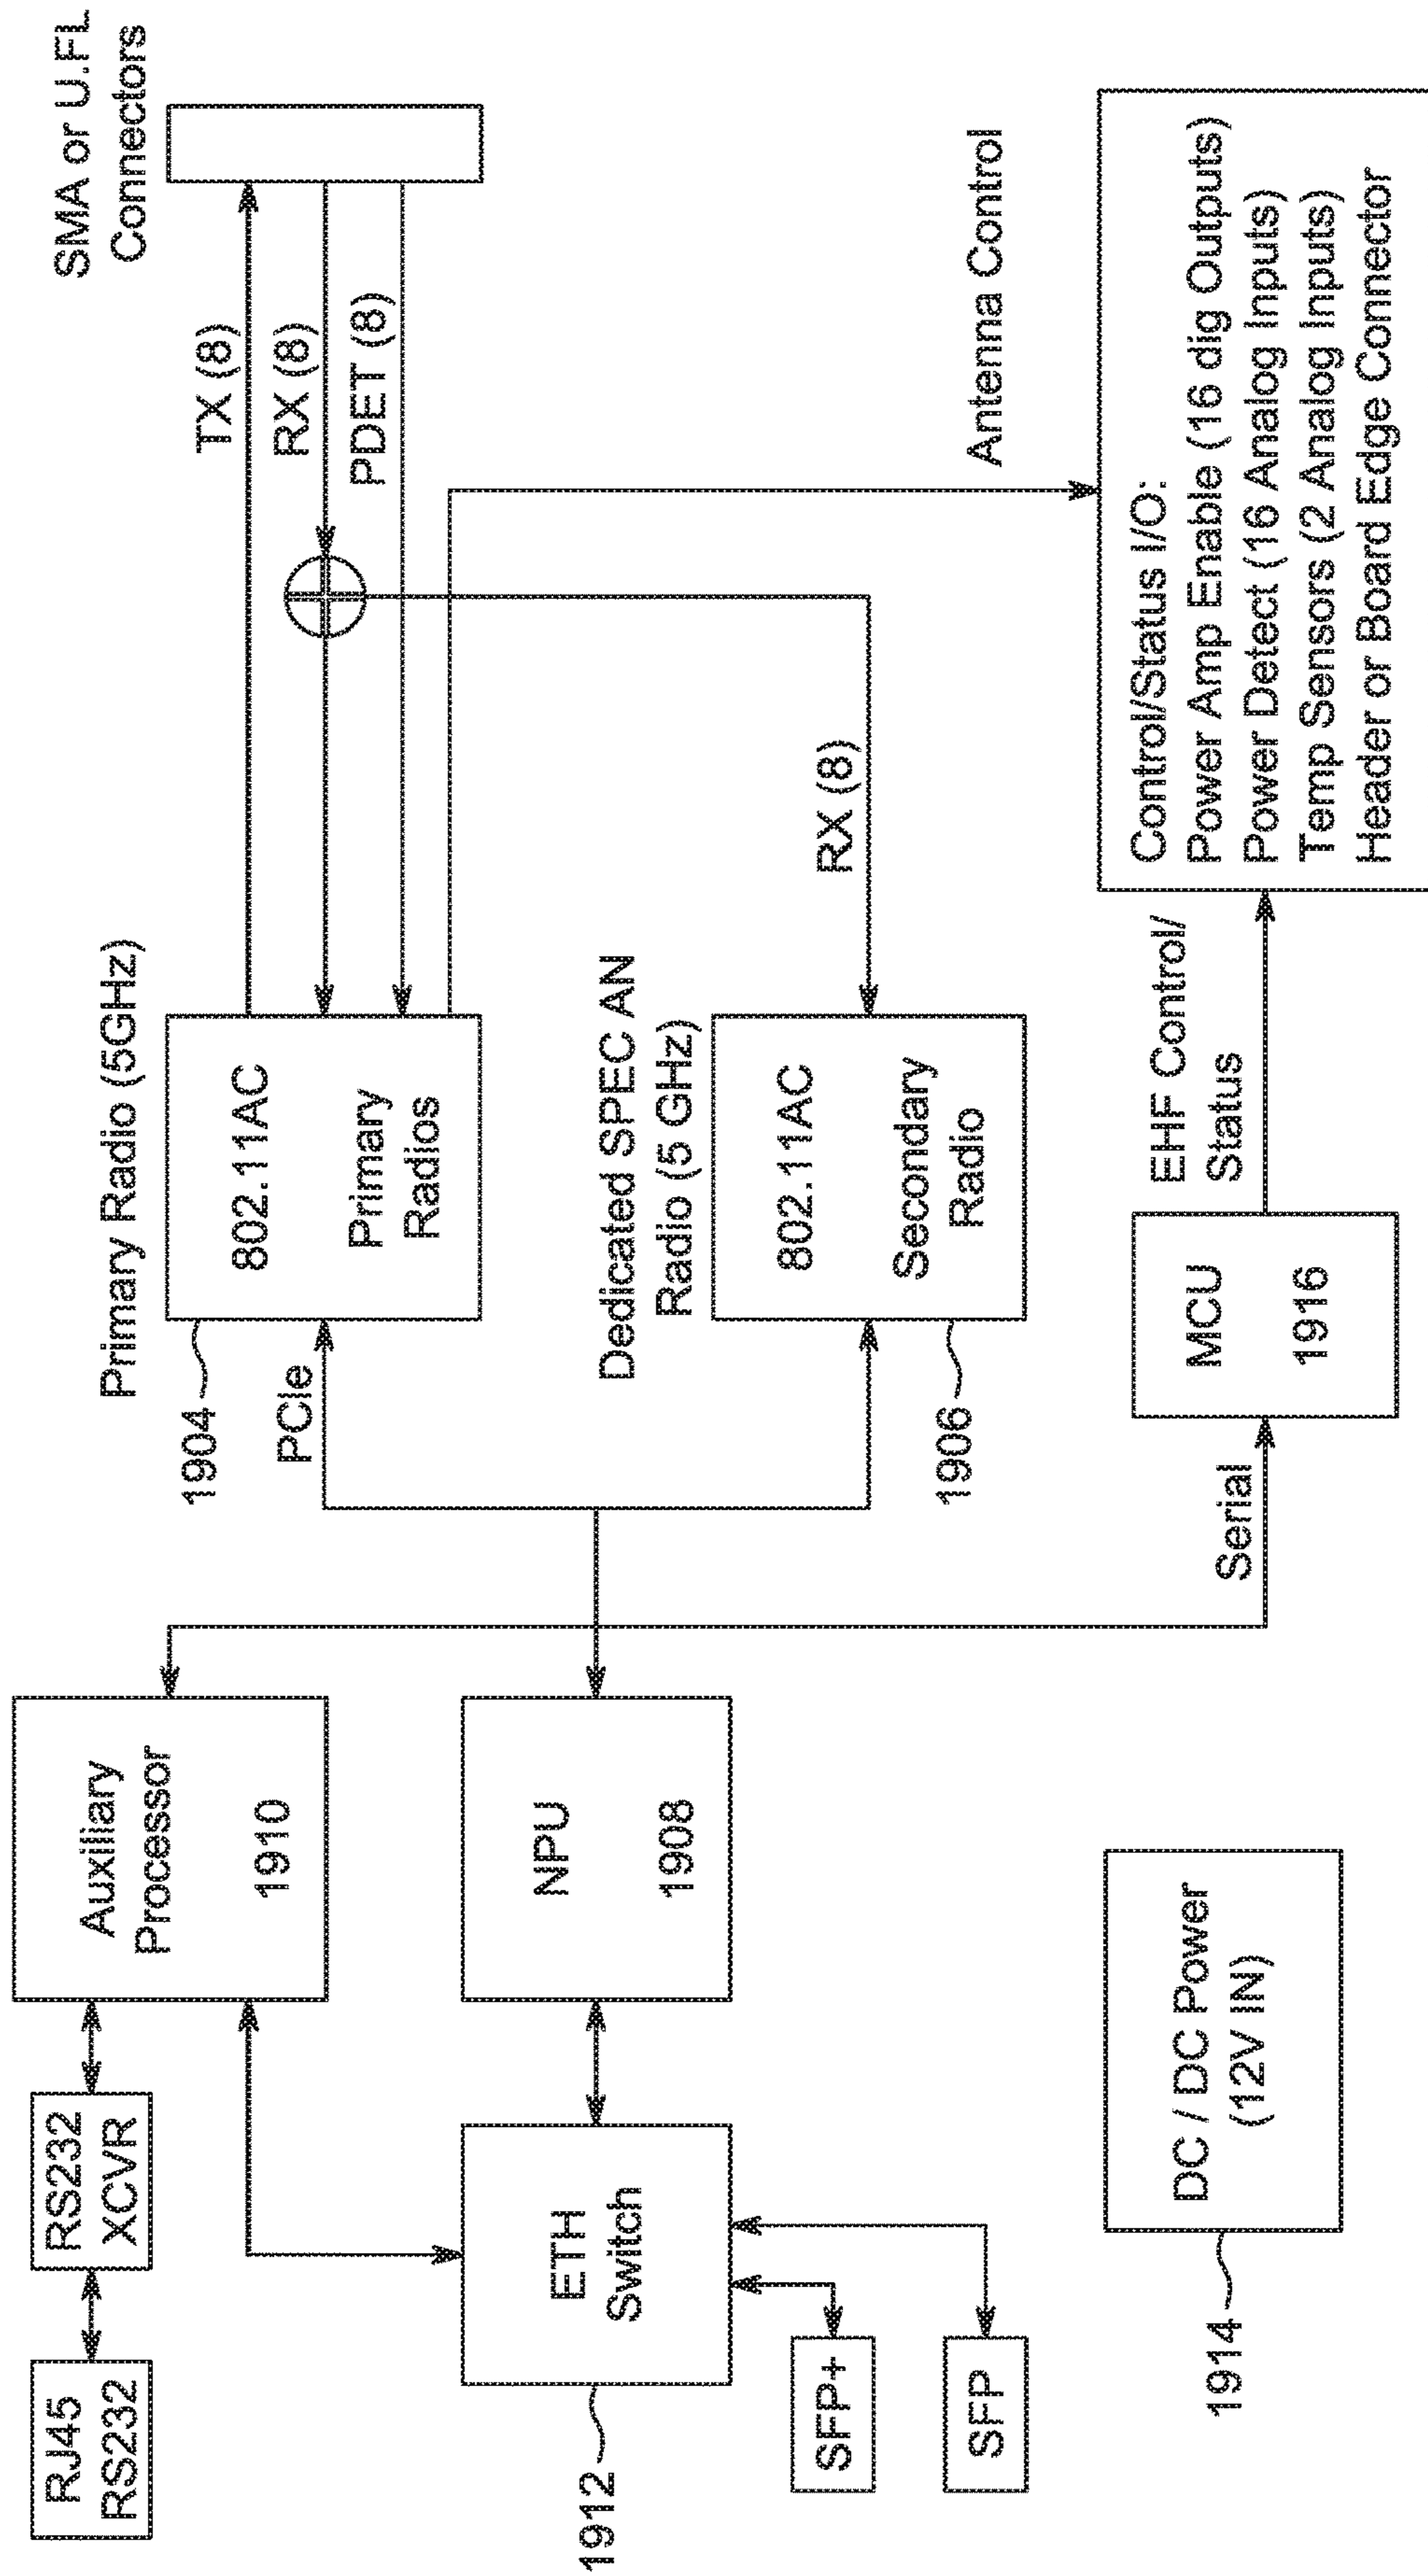 RJ45
RS232
RS232
XCVR
Auxiliary
Processor
1910
Primary Radio (5GHz)
1904
802.11AC
Primary
Radios
PCIe
TX (8)
RX (8)
PDET (8)
SMA or U.FL
Connectors
ETH
Switch
1912
NPU
1908
Dedicated SPEC AN
Radio (5 GHz)
802.11AC
Secondary
Radio
1906
RX (8)
Antenna Control
SFP+
SFP
DC / DC Power
(12V IN)
1914
Serial
MCU
1916
EHF Control/
Status
Control/Status I/O:
Power Amp Enable (16 dig Outputs)
Power Detect (16 Analog Inputs)
Temp Sensors (2 Analog Inputs)
Header or Board Edge Connector